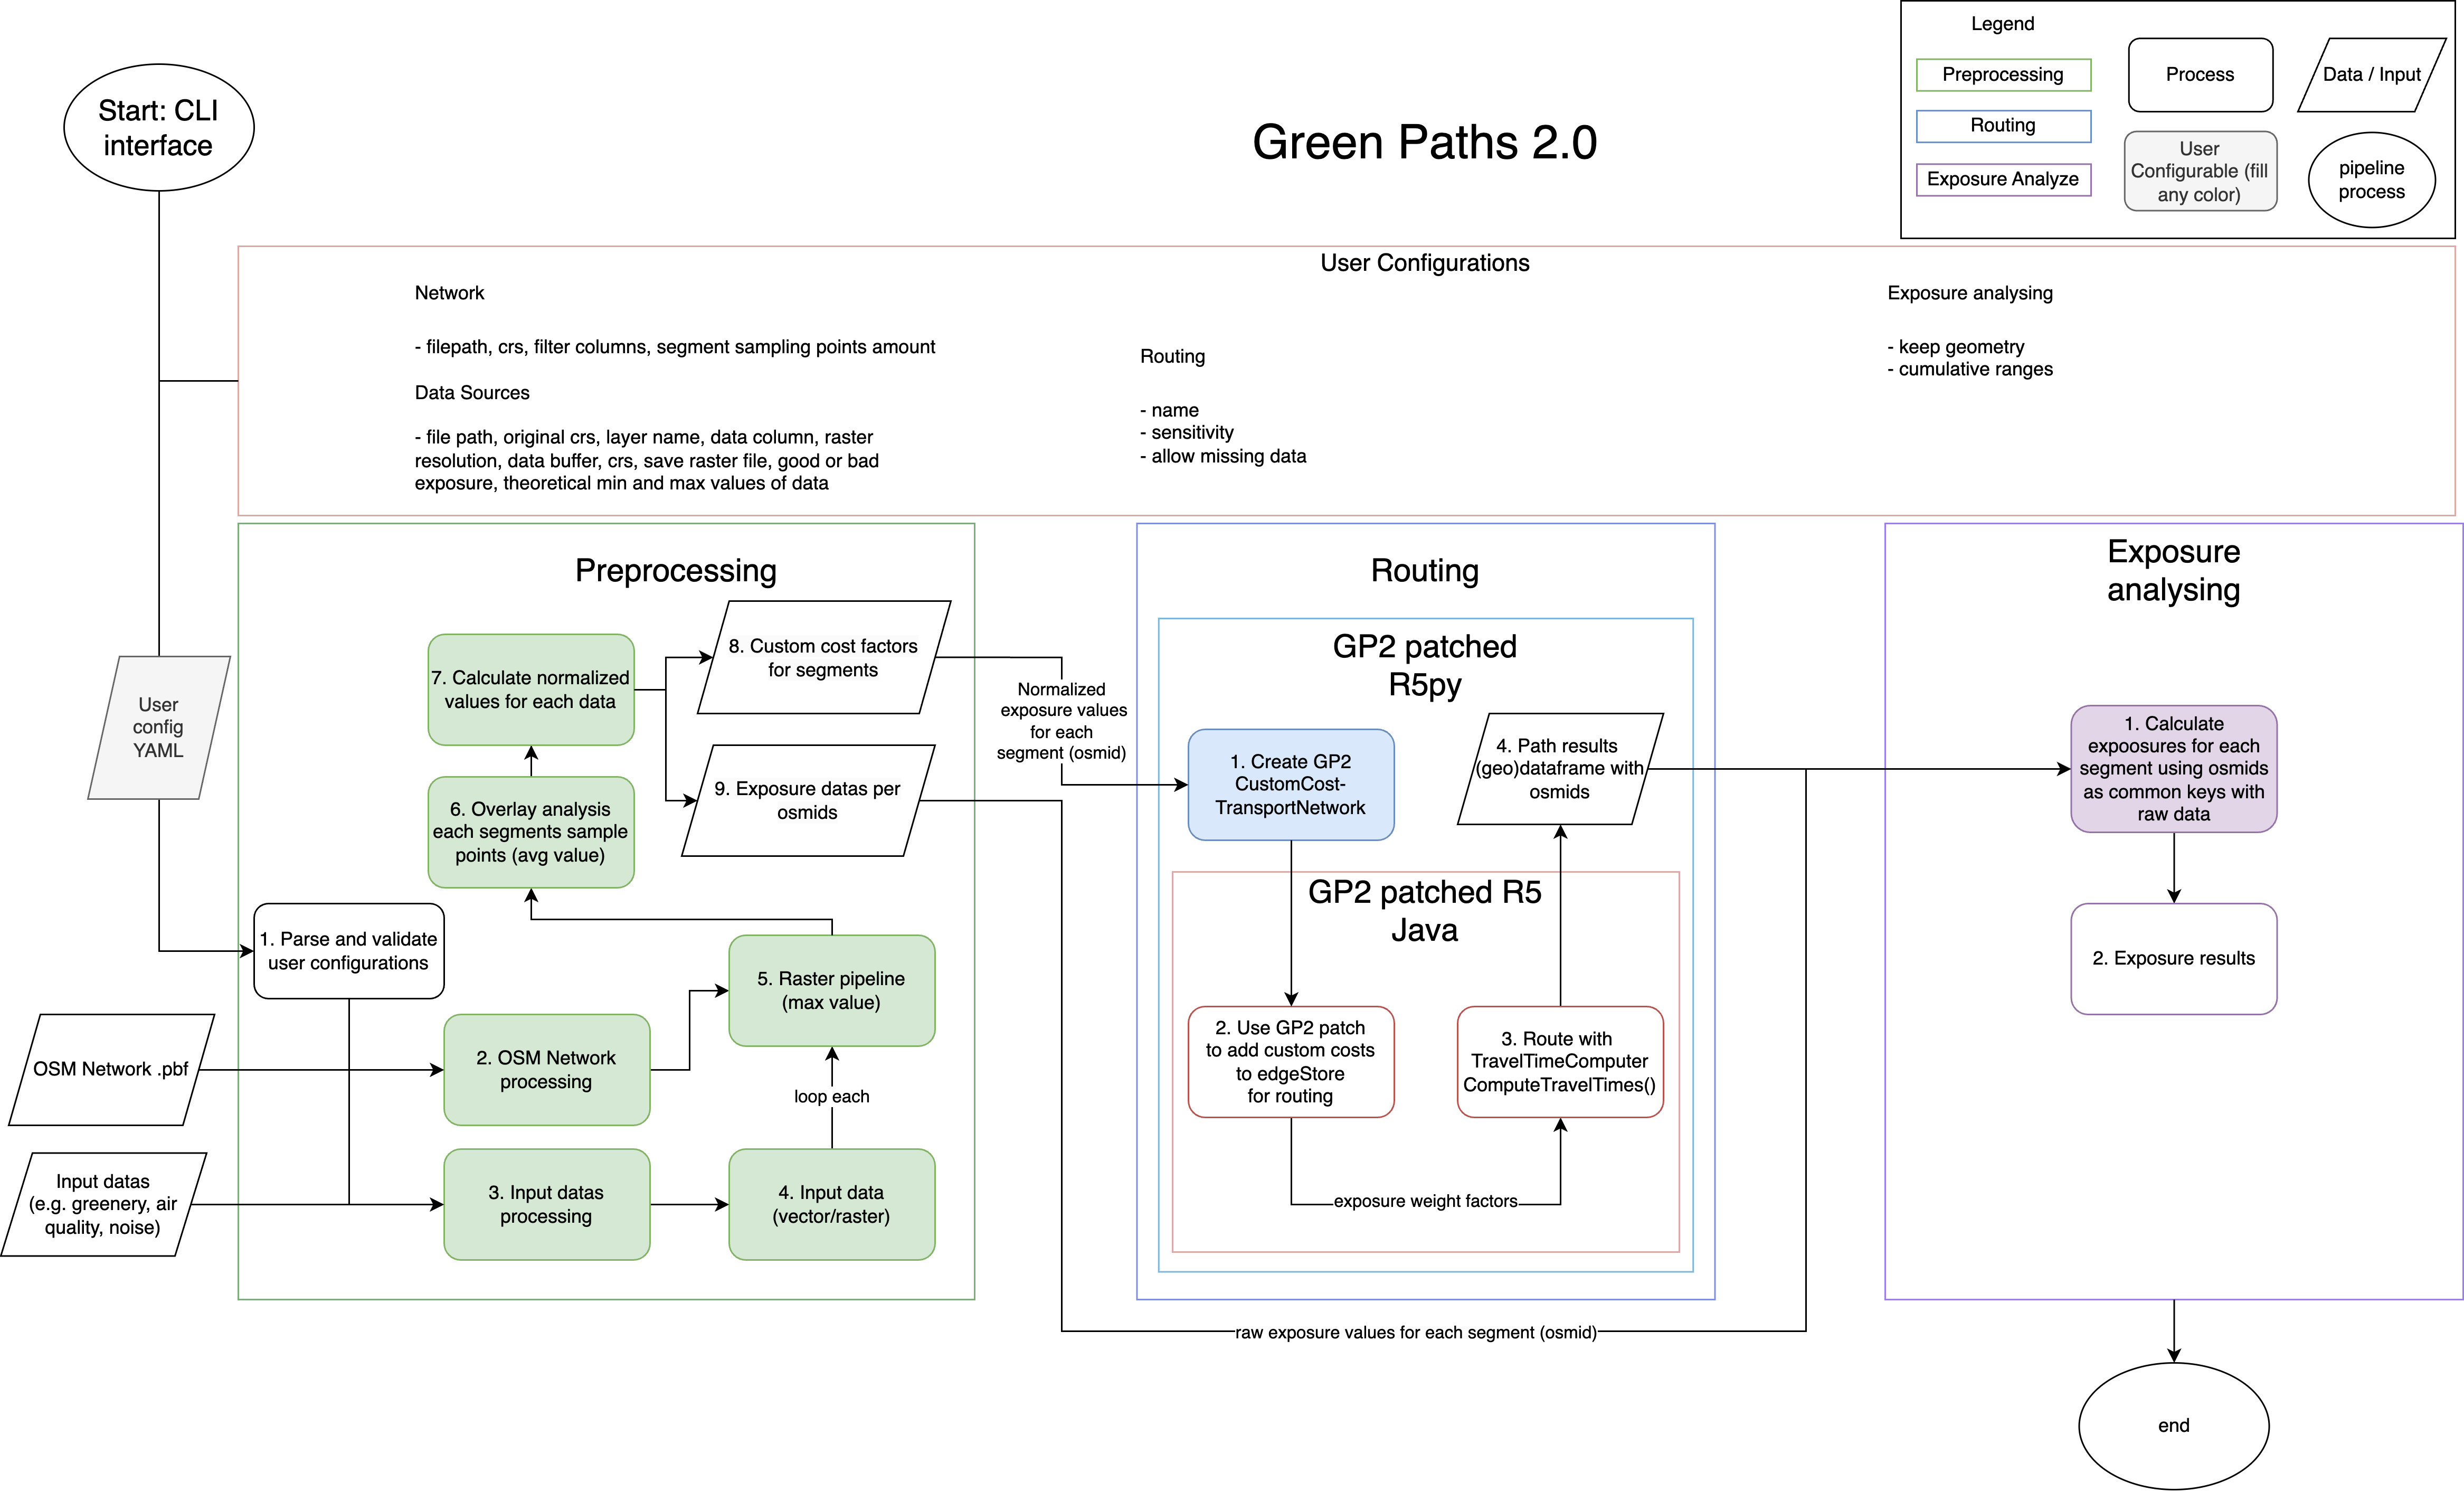 Start: CLI
interface
Green Paths 2.0
Legend
Preprocessing
Routing
Exposure Analyze
Process
Data / Input
User
Configurable (fill
any color)
pipeline
process
User Configurations
Network
- filepath, crs, filter columns, segment sampling points amount
Data Sources
- file path, original crs, layer name, data column, raster
resolution, data buffer, crs, save raster file, good or bad
exposure, theoretical min and max values of data
Routing
- name
- sensitivity
- allow missing data
Exposure analysing
- keep geometry
- cumulative ranges
User
config
YAML
OSM Network .pbf
Input datas
(e.g. greenery, air
quality, noise)
Preprocessing
1. Parse and validate
user configurations
2. OSM Network
processing
3. Input datas
processing
4. Input data
(vector/raster)
loop each
5. Raster pipeline
(max value)
6. Overlay analysis
each segments sample
points (avg value)
7. Calculate normalized
values for each data
8. Custom cost factors
for segments
9. Exposure datas per
osmids
Normalized
exposure values
for each
segment (osmid)
raw exposure values for each segment (osmid)
Routing
GP2 patched
R5py
1. Create GP2
CustomCost-
TransportNetwork
GP2 patched R5
Java
2. Use GP2 patch
to add custom costs
to edgeStore
for routing
exposure weight factors
3. Route with
TravelTimeComputer
ComputeTravelTimes()
4. Path results
(geo)dataframe with
osmids
Exposure
analysing
1. Calculate
expoosures for each
segment using osmids
as common keys with
raw data
2. Exposure results
end